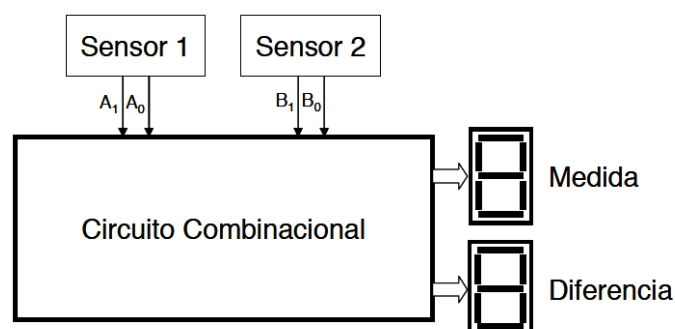 Sensor 1
Sensor 2
A₁ A₀
B₁ B₀
Circuito Combinacional
Medida
Diferencia